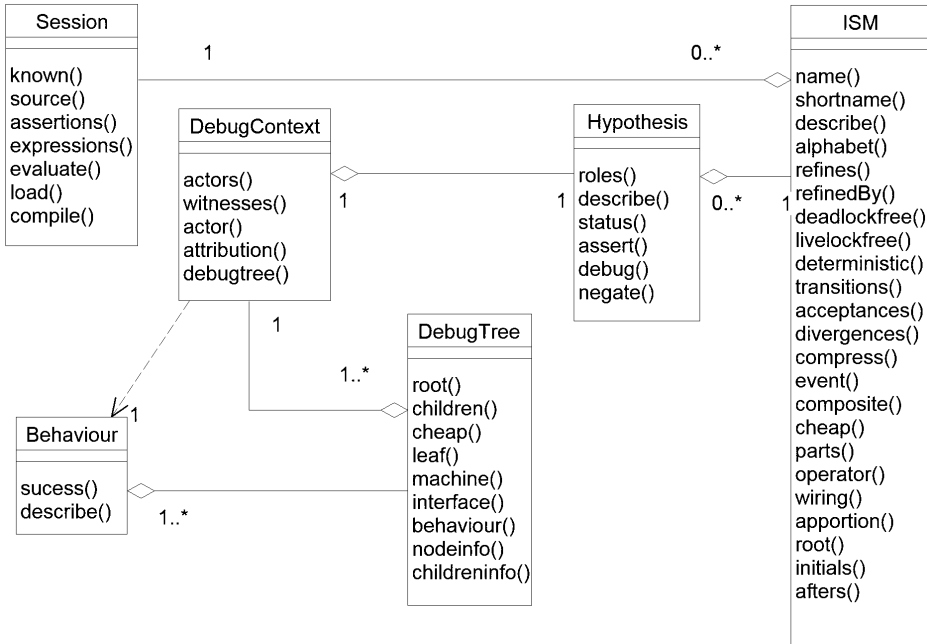 Session
known()
source()
assertions()
expressions()
evaluate()
load()
compile()
1
0..*
ISM
name()
shortname()
describe()
alphabet()
refines()
refinedBy()
deadlockfree()
livelockfree()
deterministic()
transitions()
acceptances()
divergences()
compress()
event()
composite()
cheap()
parts()
operator()
wiring()
apportion()
root()
initials()
afters()
DebugContext
actors()
witnesses()
actor()
attribution()
debugtree()
1
1
Hypothesis
roles()
describe()
status()
assert()
debug()
negate()
0..*
1
1
1..*
DebugTree
root()
children()
cheap()
leaf()
machine()
interface()
behaviour()
nodeinfo()
childreninfo()
1
Behaviour
sucess()
describe()
1..*